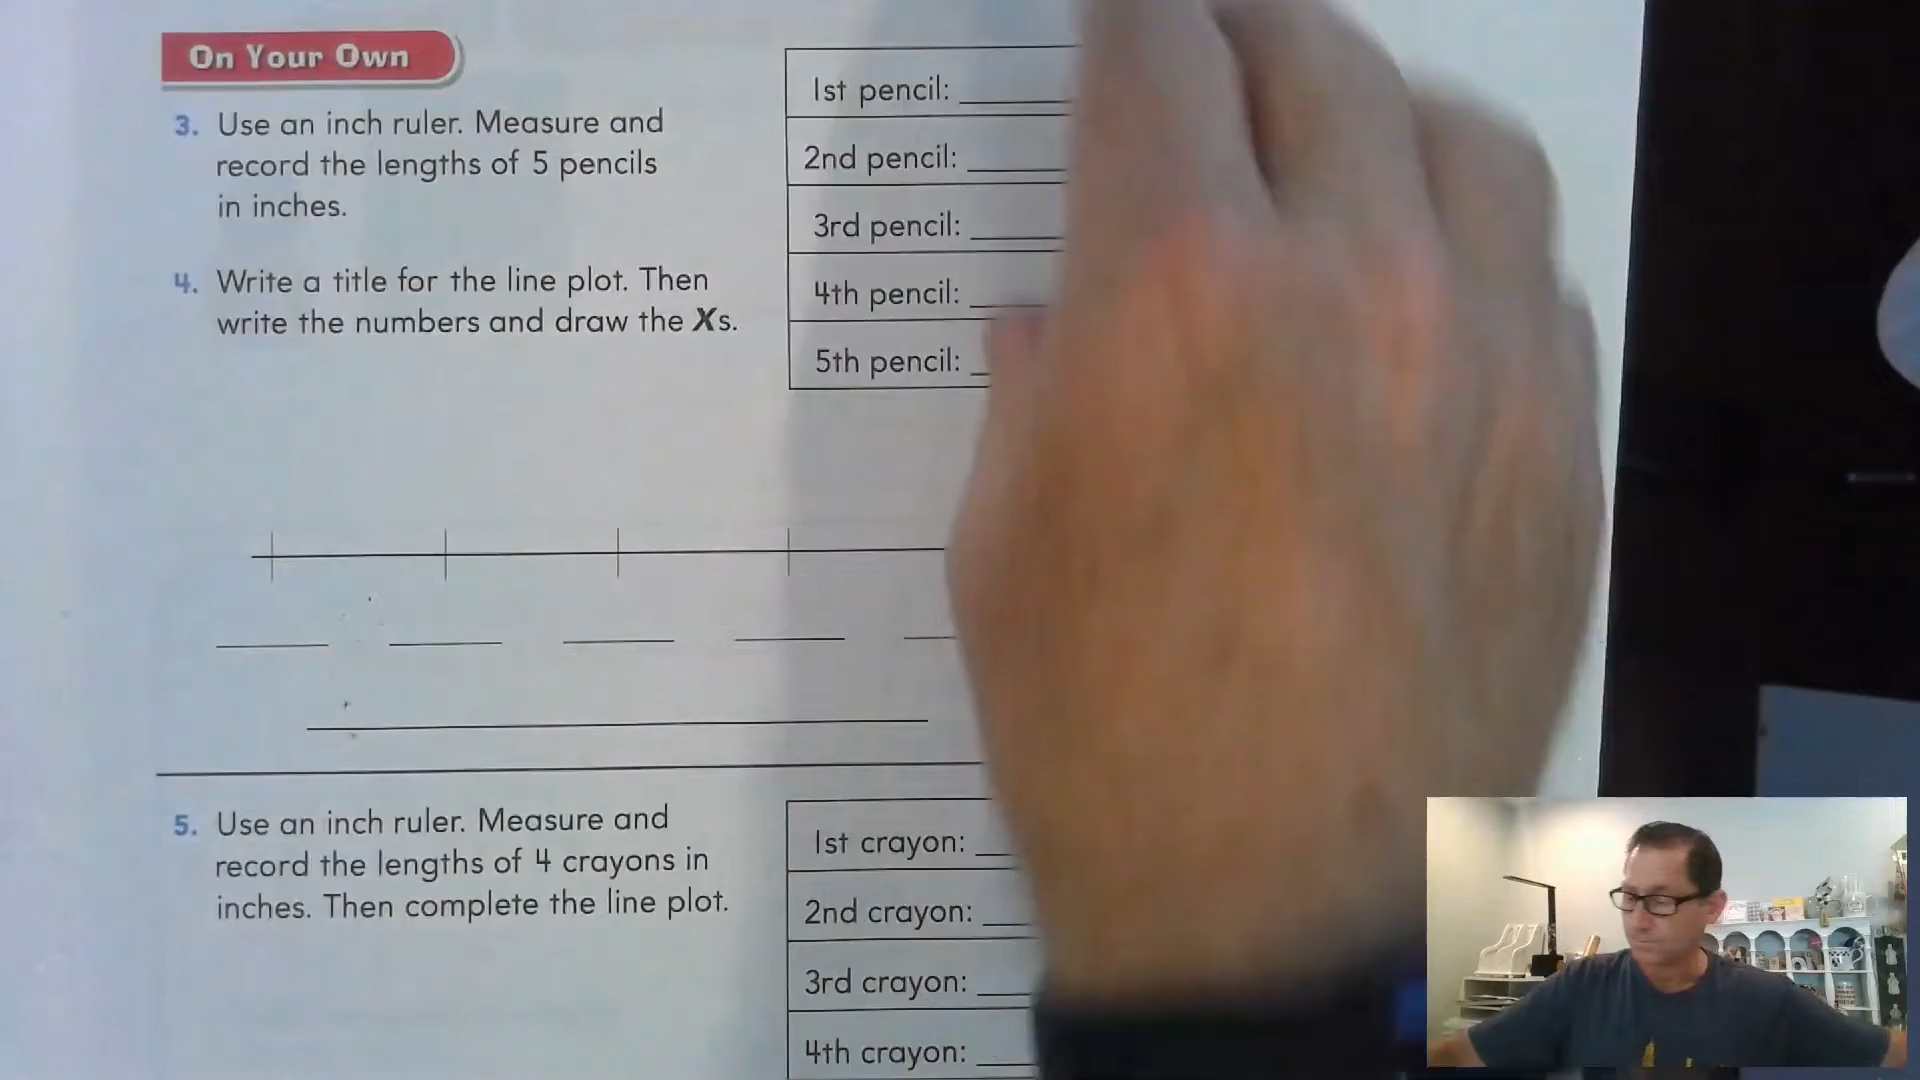 On Your Own
3. Use an inch ruler. Measure and
record the lengths of 5 pencils
in inches.
4. Write a title for the line plot. Then
write the numbers and draw the Xs.
1st pencil:
2nd pencil:
3rd pencil:
4th pencil:
5th pencil:
5. Use an inch ruler. Measure and
record the lengths of 4 crayons in
inches. Then complete the line plot.
1st crayon:
2nd crayon:
3rd crayon:
4th crayon: